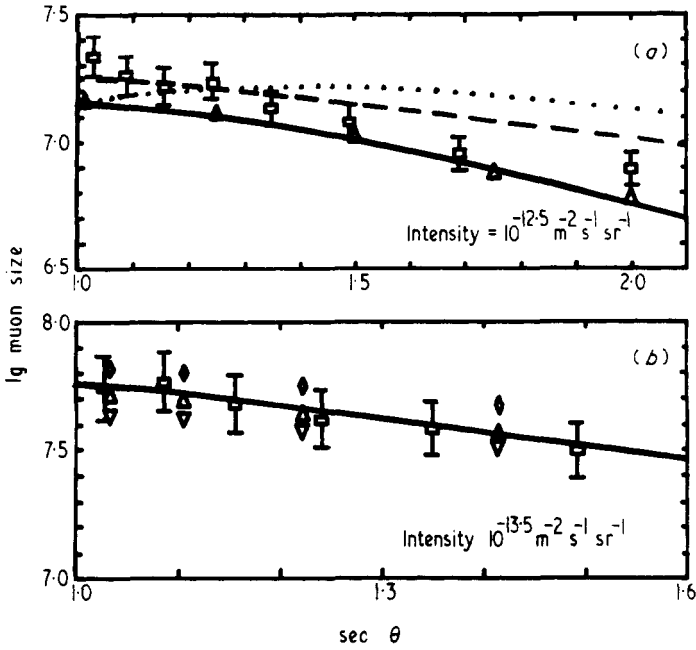 7·5
(a)
7·0
Intensity = 10^-12·5 m^-2 s^-1 sr^-1
6·5
1·0 1·5 2·0
lg muon size
8·0
(b)
7·5
Intensity 10^-13·5 m^-2 s^-1 sr^-1
7·0
1·0 1·3 1·6
sec θ